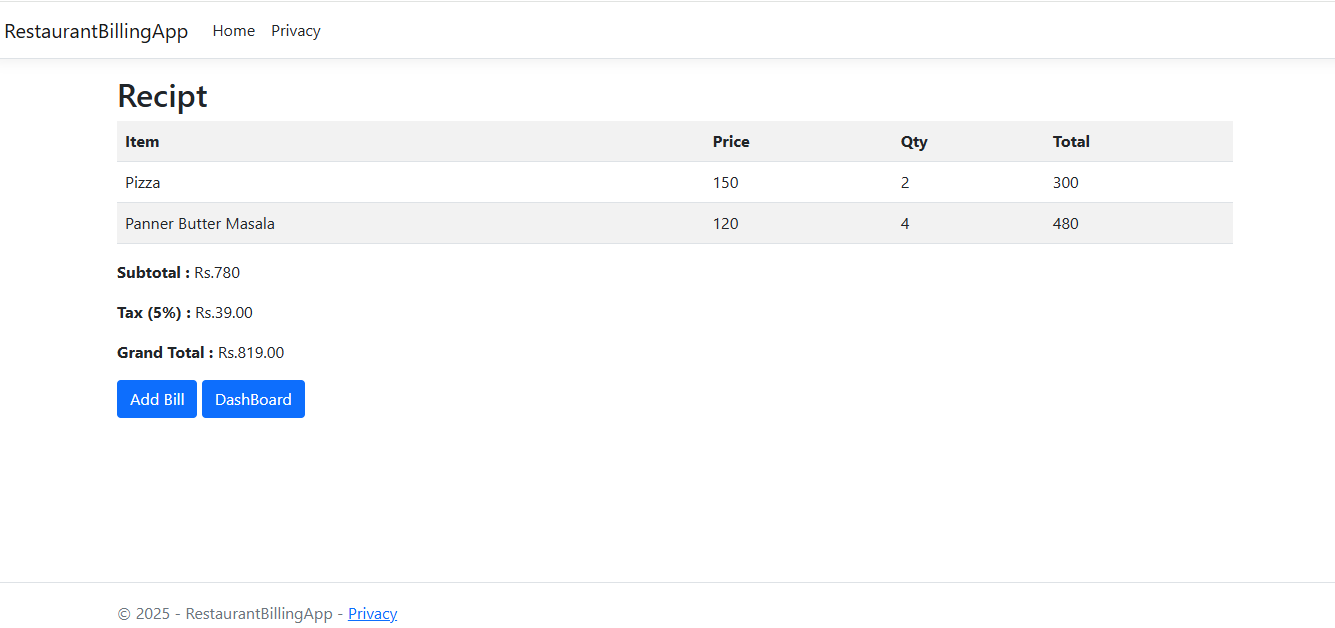 RestaurantBillingApp Home Privacy
Recipt
Item Price Qty Total
Pizza 150 2 300
Panner Butter Masala 120 4 480
Subtotal : Rs.780
Tax (5%) : Rs.39.00
Grand Total : Rs.819.00
Add Bill DashBoard
© 2025 - RestaurantBillingApp - Privacy